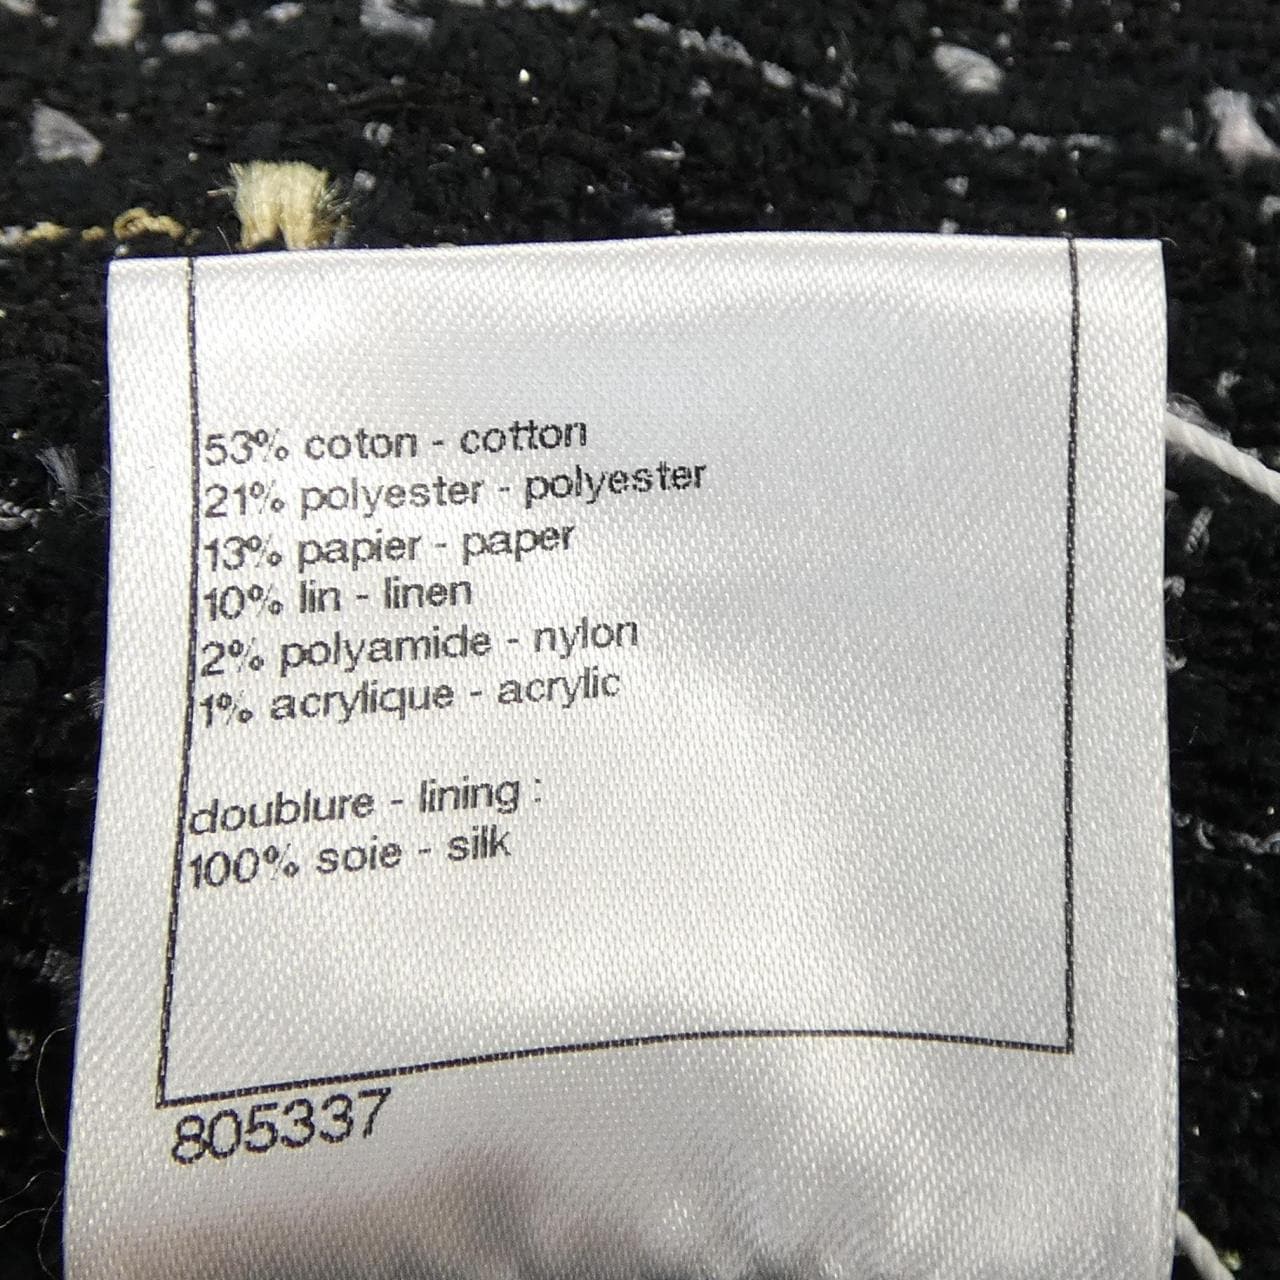 53% coton - cotton
21% polyester - polyester
13% papier - paper
10% lin - linen
2% polyamide - nylon
1% acrylique - acrylic
doublure - lining :
100% soie - silk
805337